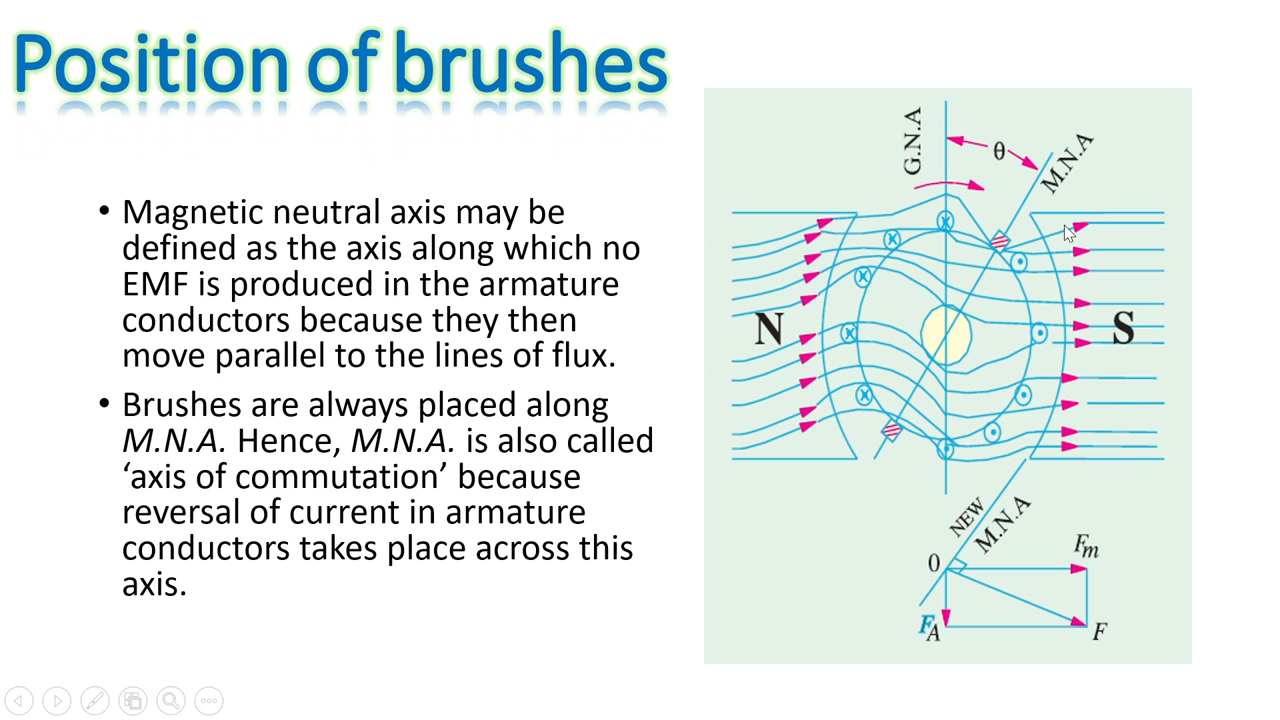 Position of brushes
• Magnetic neutral axis may be
defined as the axis along which no
EMF is produced in the armature
conductors because they then
move parallel to the lines of flux.
• Brushes are always placed along
M.N.A. Hence, M.N.A. is also called
‘axis of commutation’ because
reversal of current in armature
conductors takes place across this
axis.
G.N.A
θ
M.N.A
N
S
NEW
M.N.A
0
Fm
FA
F